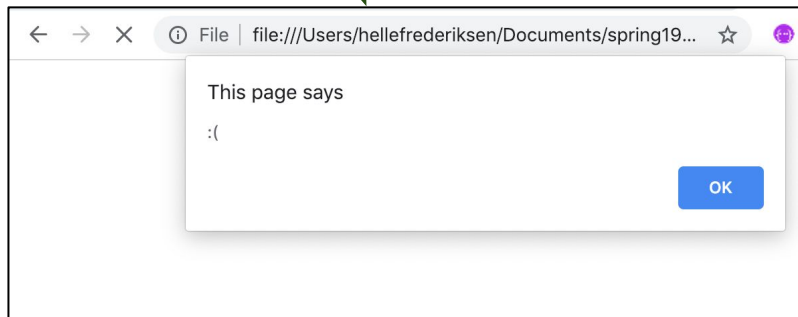 File | file:///Users/hellefrederiksen/Documents/spring19...
This page says
:(
OK